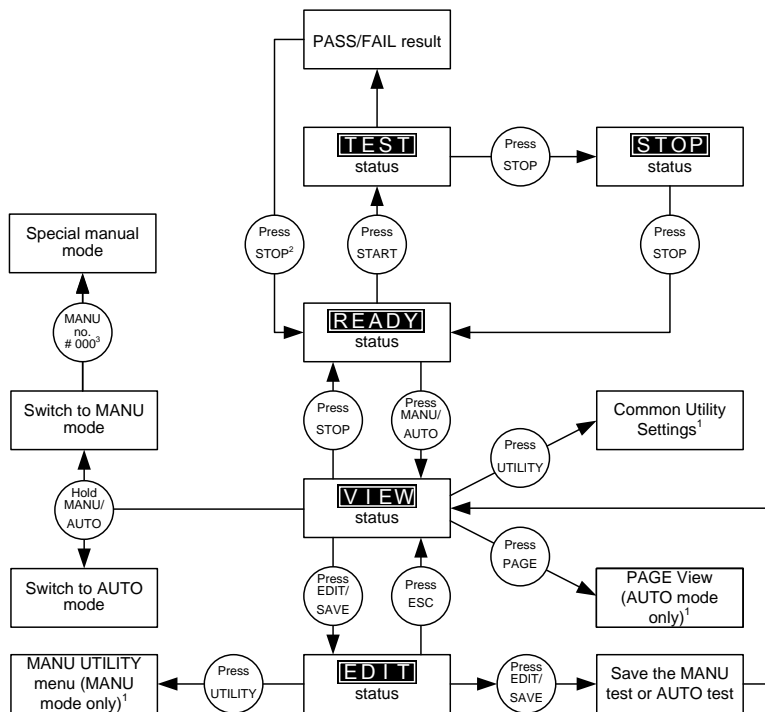 PASS/FAIL result
TEST
status
Press
STOP
STOP
status
Press
STOP²
Press
START
Press
STOP
Special manual
mode
MANU
no.
# 000³
READY
status
Switch to MANU
mode
Press
STOP
Press
MANU/
AUTO
Common Utility
Settings¹
Press
UTILITY
Hold
MANU/
AUTO
VIEW
status
Press
PAGE
Switch to AUTO
mode
Press
EDIT/
SAVE
Press
ESC
PAGE View
(AUTO mode
only)¹
MANU UTILITY
menu (MANU
mode only)¹
Press
UTILITY
EDIT
status
Press
EDIT/
SAVE
Save the MANU
test or AUTO test